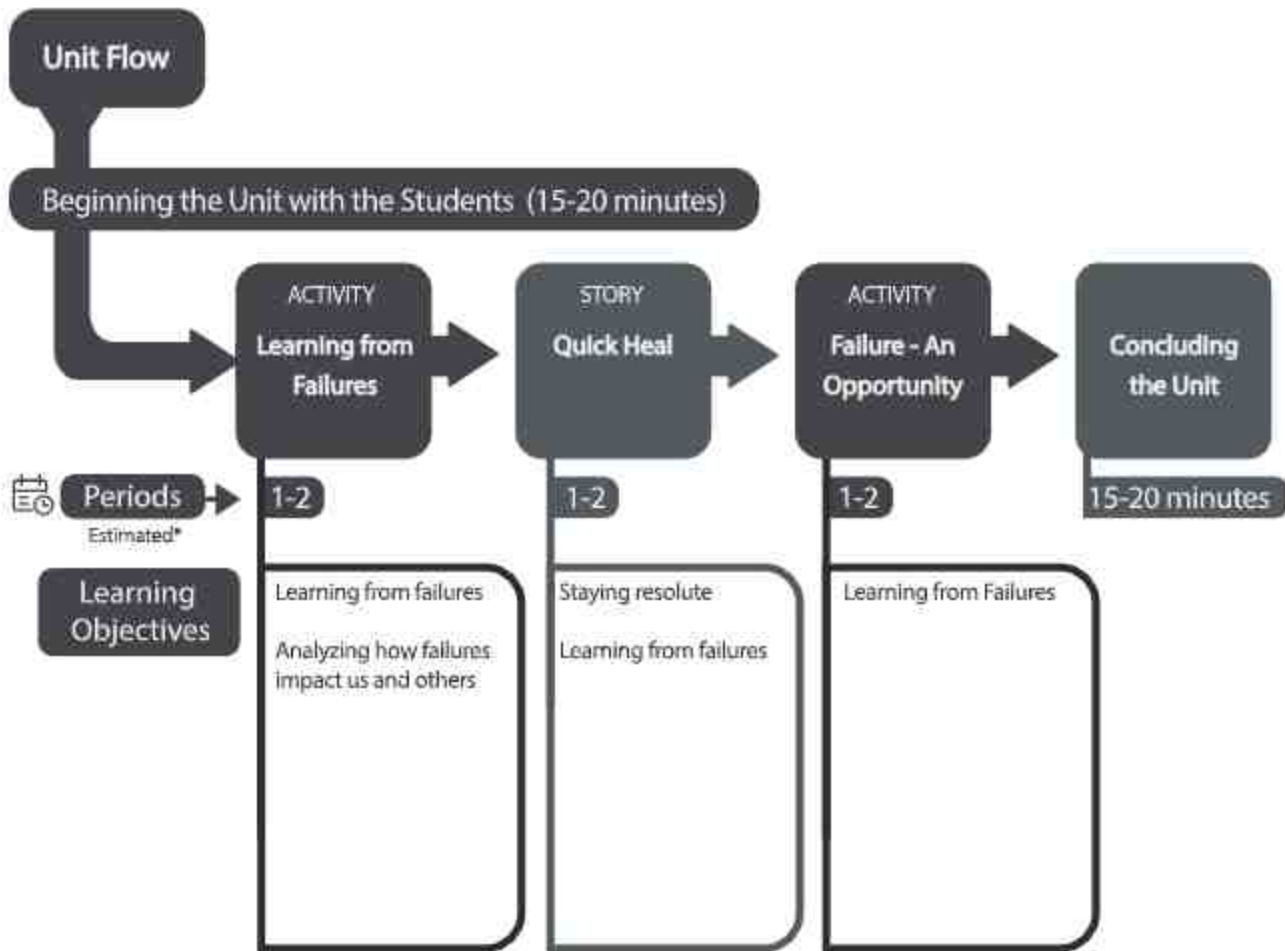 Unit Flow
Beginning the Unit with the Students (15-20 minutes)
ACTIVITY
Learning from
Failures
STORY
Quick Heal
ACTIVITY
Failure - An
Opportunity
Concluding
the Unit
Periods
Estimated*
1-2
1-2
1-2
15-20 minutes
Learning
Objectives
Learning from failures
Analyzing how failures
impact us and others
Staying resolute
Learning from failures
Learning from Failures